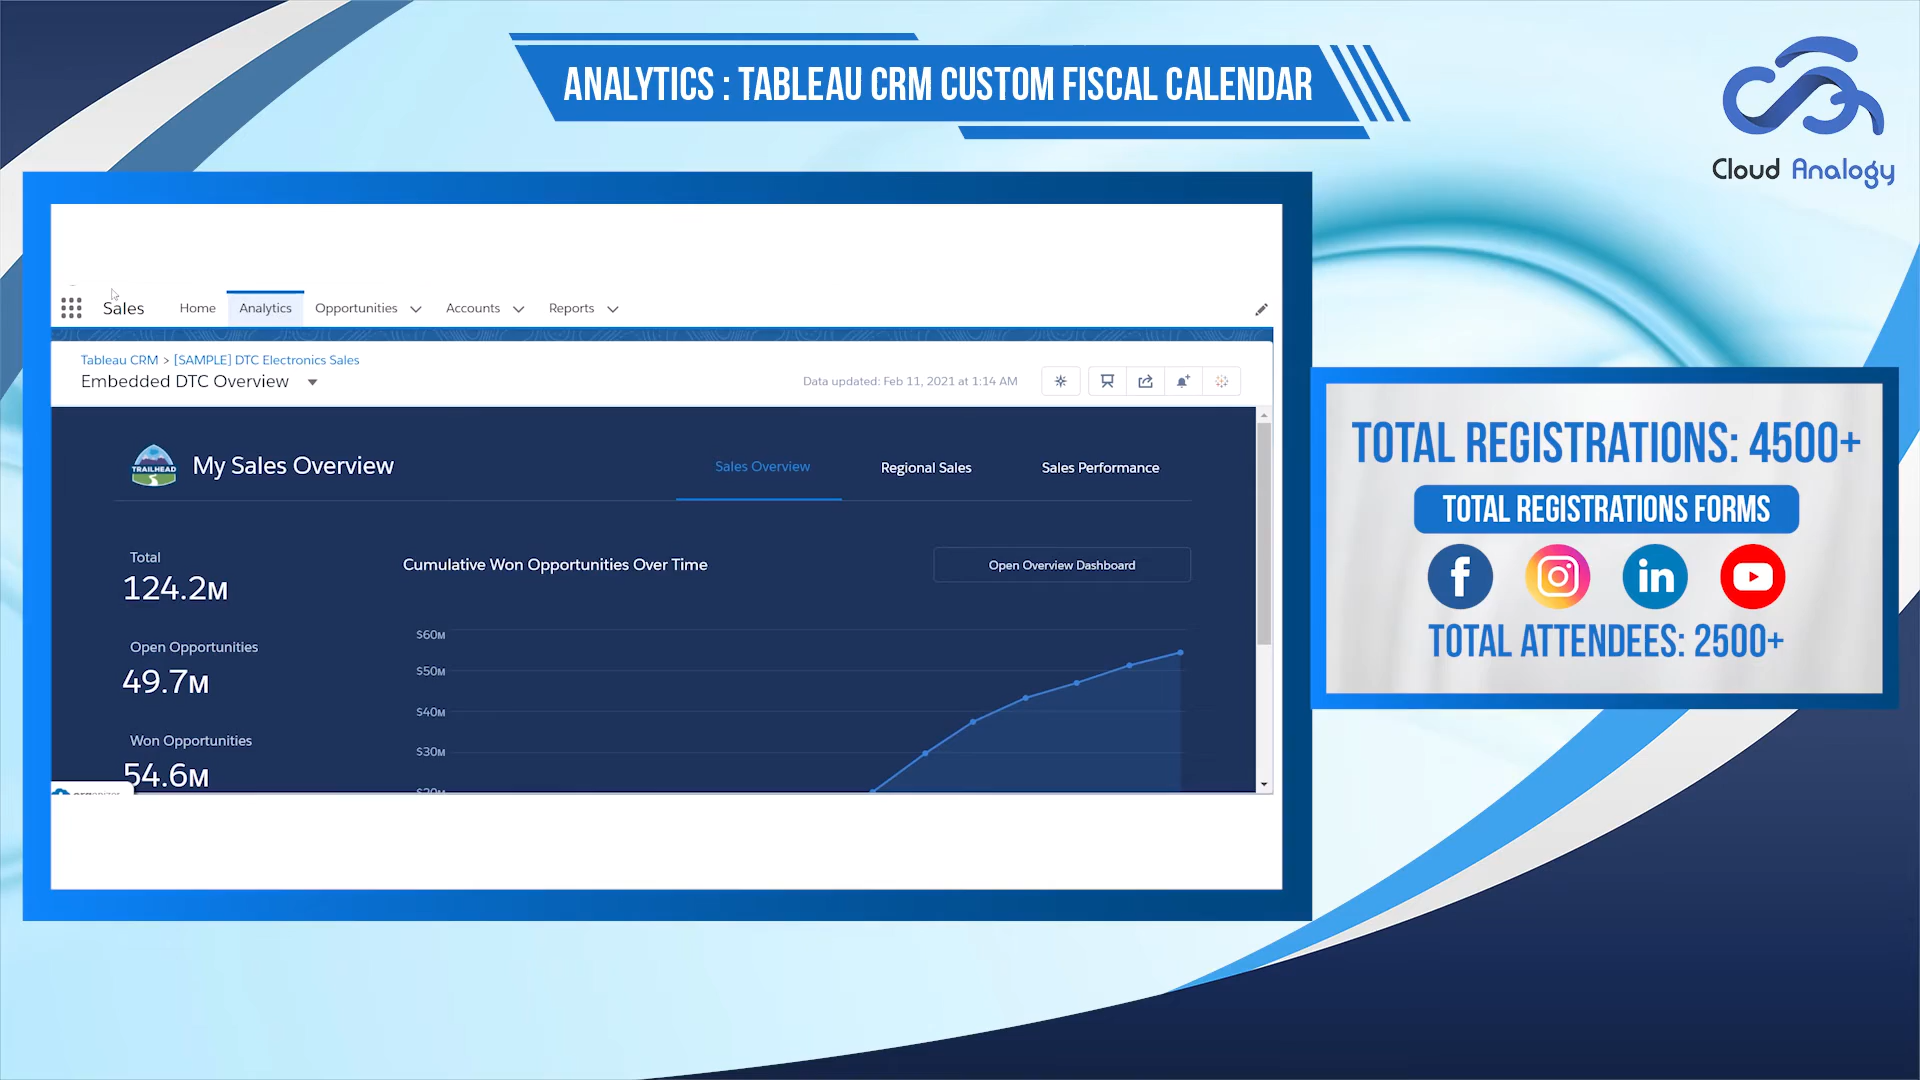 ANALYTICS : TABLEAU CRM CUSTOM FISCAL CALENDAR
Cloud Analogy
Sales
Home
Analytics
Opportunities
Accounts
Reports
Tableau CRM > [SAMPLE] DTC Electronics Sales
Embedded DTC Overview
Data updated: Feb 11, 2021 at 1:14 AM
TRAILHEAD
My Sales Overview
Sales Overview
Regional Sales
Sales Performance
Total
124.2M
Cumulative Won Opportunities Over Time
Open Overview Dashboard
Open Opportunities
49.7M
Won Opportunities
54.6M
$60M
$50M
$40M
$30M
$20M
TOTAL REGISTRATIONS: 4500+
TOTAL REGISTRATIONS FORMS
TOTAL ATTENDEES: 2500+